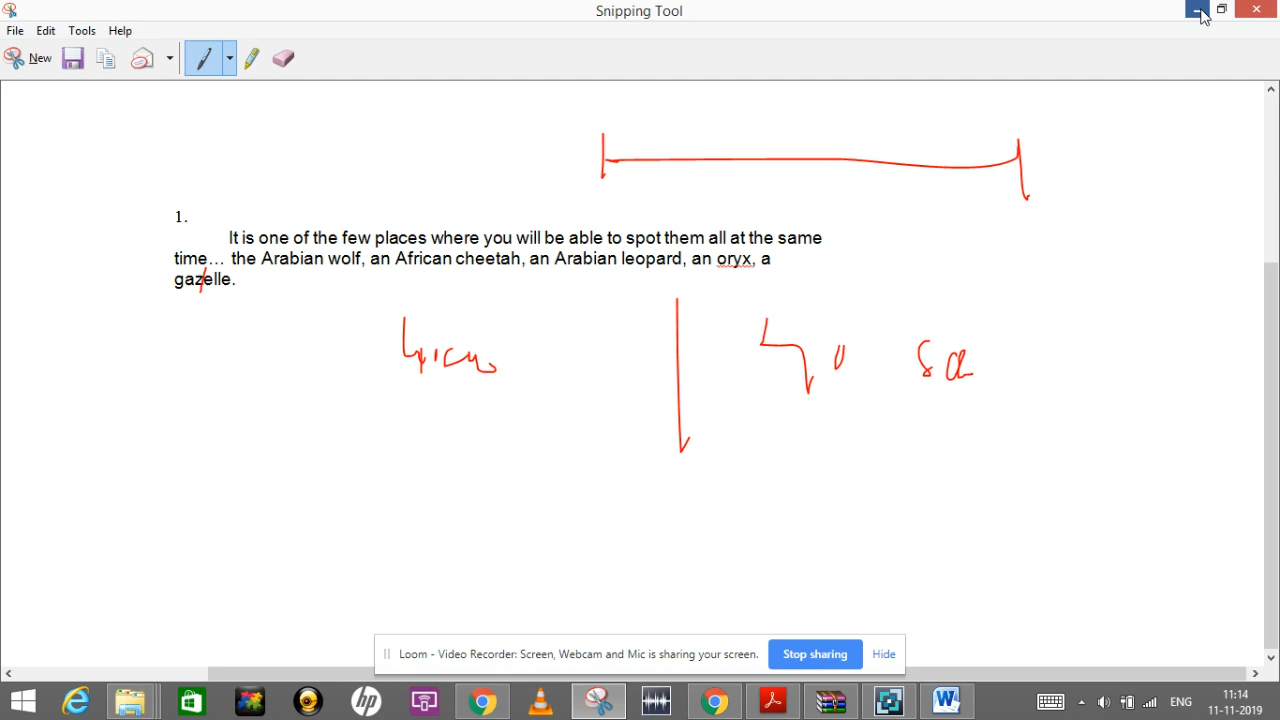 Snipping Tool
File Edit Tools Help
New
1.
It is one of the few places where you will be able to spot them all at the same
time… the Arabian wolf, an African cheetah, an Arabian leopard, an oryx, a
gazelle.
Loom - Video Recorder: Screen, Webcam and Mic is sharing your screen. Stop sharing Hide
hp
ENG
11:14
11-11-2019